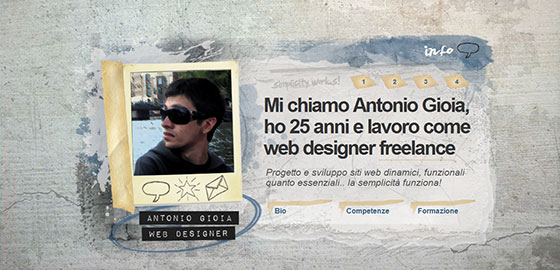 info
simplicity works!
1 2 3 4
Mi chiamo Antonio Gioia,
ho 25 anni e lavoro come
web designer freelance
Progetto e sviluppo siti web dinamici, funzionali
quanto essenziali.. la semplicità funziona!
Bio Competenze Formazione
ANTONIO GIOIA
WEB DESIGNER